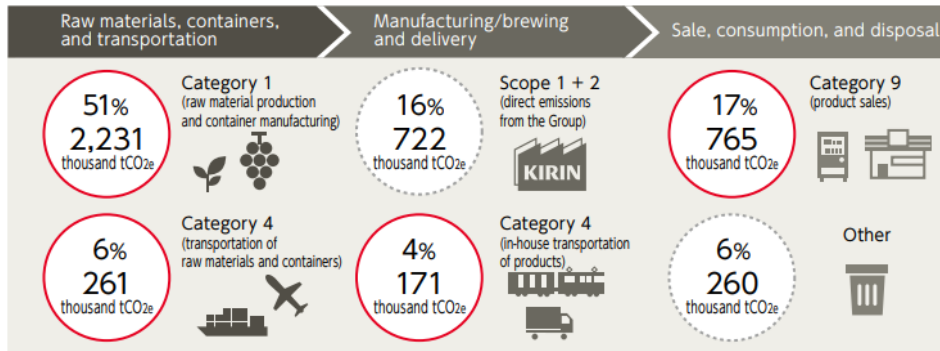 Raw materials, containers,
and transportation
Manufacturing/brewing
and delivery
Sale, consumption, and disposal
51%
2,231
thousand tCO2e
Category 1
(raw material production
and container manufacturing)
16%
722
thousand tCO2e
Scope 1 + 2
(direct emissions
from the Group)
KIRIN
17%
765
thousand tCO2e
Category 9
(product sales)
6%
261
thousand tCO2e
Category 4
(transportation of
raw materials and containers)
4%
171
thousand tCO2e
Category 4
(in-house transportation
of products)
6%
260
thousand tCO2e
Other